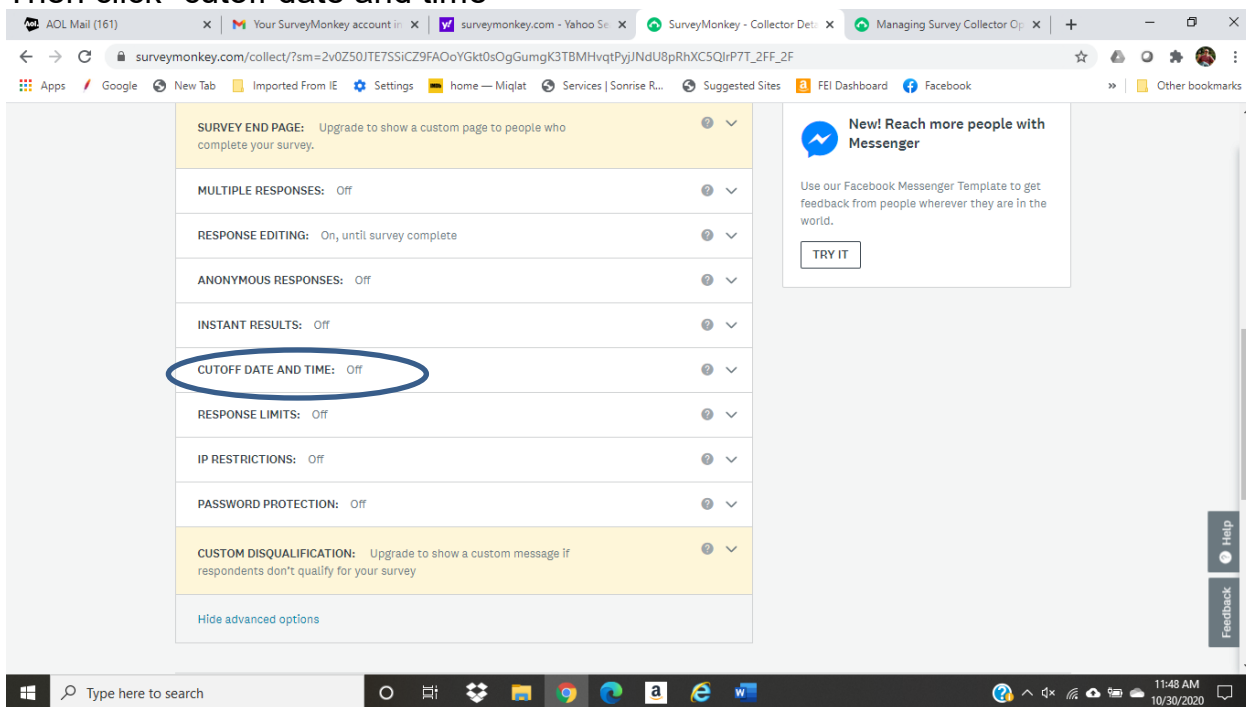 Then click "cutoff date and time"
AOL Mail (161)
Your SurveyMonkey account in
surveymonkey.com - Yahoo Se
SurveyMonkey - Collector Deta
Managing Survey Collector Op
surveymonkey.com/collect/?sm=2v0Z50JTE7SSiCZ9FAOoYGkt0sOgGumgK3TBMHvqtPyjJNdU8pRhXC5QlrP7T_2FF_2F
Apps Google New Tab Imported From IE Settings home — Miqlat Services | Sonrise R... Suggested Sites FEI Dashboard Facebook » Other bookmarks
SURVEY END PAGE: Upgrade to show a custom page to people who
complete your survey.
MULTIPLE RESPONSES: Off
RESPONSE EDITING: On, until survey complete
ANONYMOUS RESPONSES: Off
INSTANT RESULTS: Off
CUTOFF DATE AND TIME: Off
RESPONSE LIMITS: Off
IP RESTRICTIONS: Off
PASSWORD PROTECTION: Off
CUSTOM DISQUALIFICATION: Upgrade to show a custom message if
respondents don't qualify for your survey
Hide advanced options
New! Reach more people with
Messenger
Use our Facebook Messenger Template to get
feedback from people wherever they are in the
world.
TRY IT
Help
Feedback
Type here to search
11:48 AM
10/30/2020